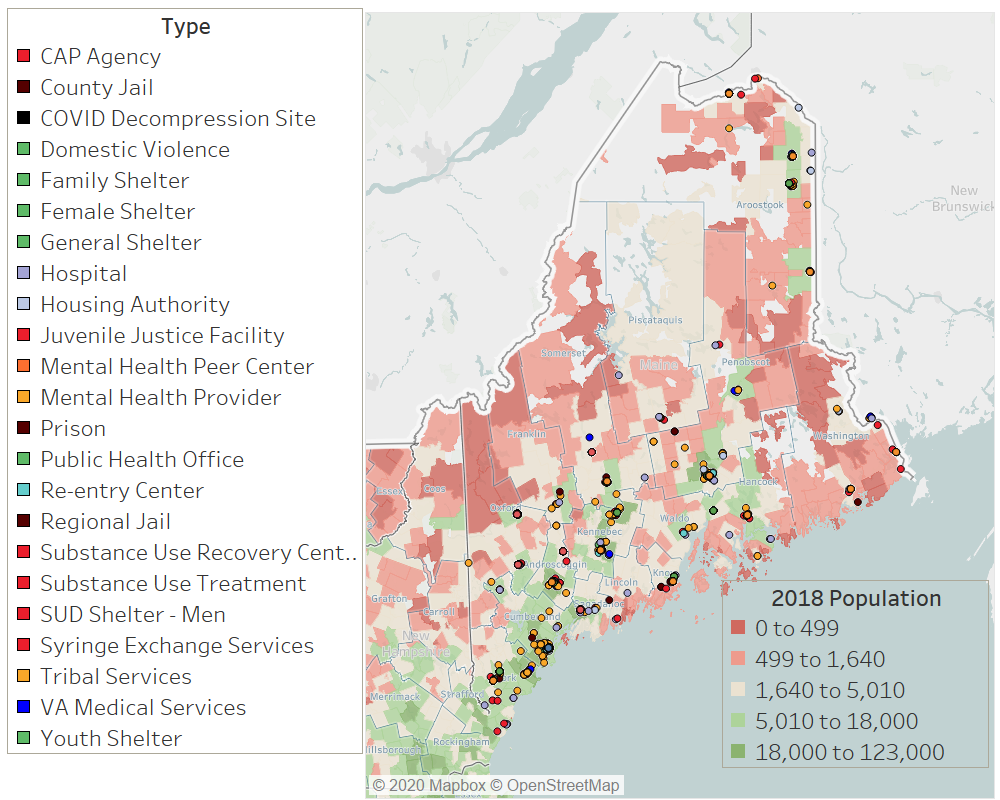 Type
CAP Agency
County Jail
COVID Decompression Site
Domestic Violence
Family Shelter
Female Shelter
General Shelter
Hospital
Housing Authority
Juvenile Justice Facility
Mental Health Peer Center
Mental Health Provider
Prison
Public Health Office
Re-entry Center
Regional Jail
Substance Use Recovery Cent..
Substance Use Treatment
SUD Shelter - Men
Syringe Exchange Services
Tribal Services
VA Medical Services
Youth Shelter
New
Brunswick
Aroostook
Piscataquis
Somerset
Maine
Penobscot
Franklin
Washington
Essex
Coos
Oxford
Hancock
Waldo
Kennebec
Androscoggin
Lincoln
Grafton
Carroll
Cumberland
New
Hampshire
Merrimack
Strafford
Rockingham
2018 Population
0 to 499
499 to 1,640
1,640 to 5,010
5,010 to 18,000
18,000 to 123,000
© 2020 Mapbox © OpenStreetMap